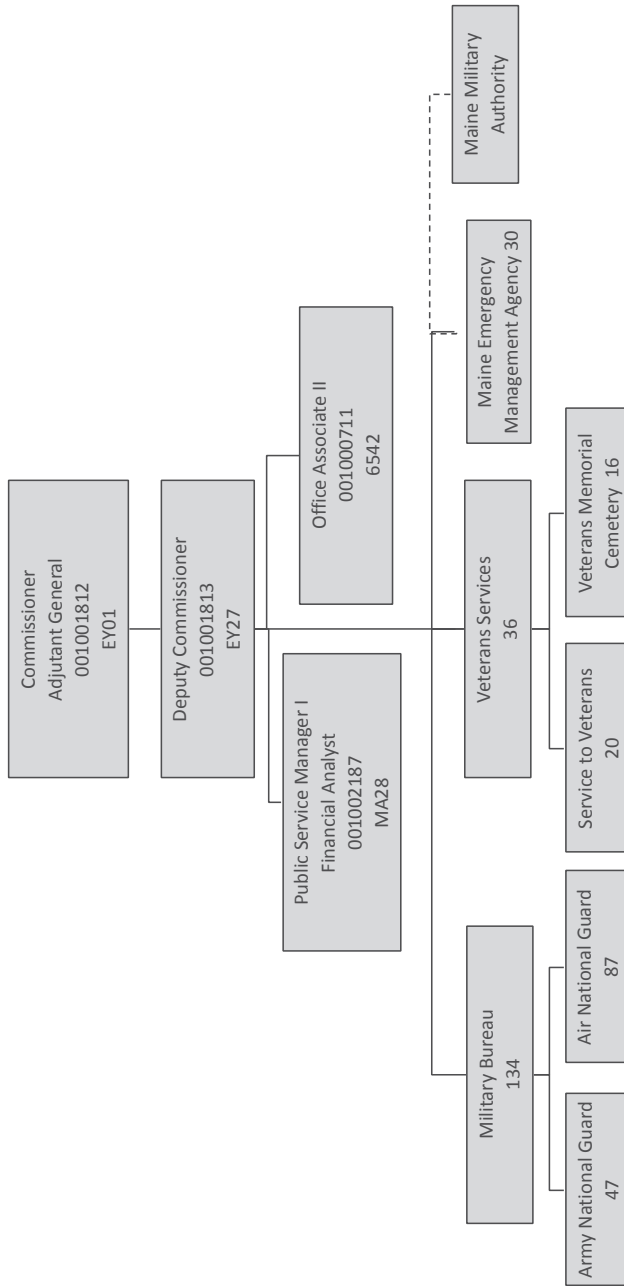 Commissioner
Adjutant General
001001812
EY01
Deputy Commissioner
001001813
EY27
Public Service Manager I
Financial Analyst
001002187
MA28
Office Associate II
001000711
6542
Military Bureau
134
Veterans Services
36
Maine Emergency
Management Agency 30
Maine Military
Authority
Army National Guard
47
Air National Guard
87
Service to Veterans
20
Veterans Memorial
Cemetery 16